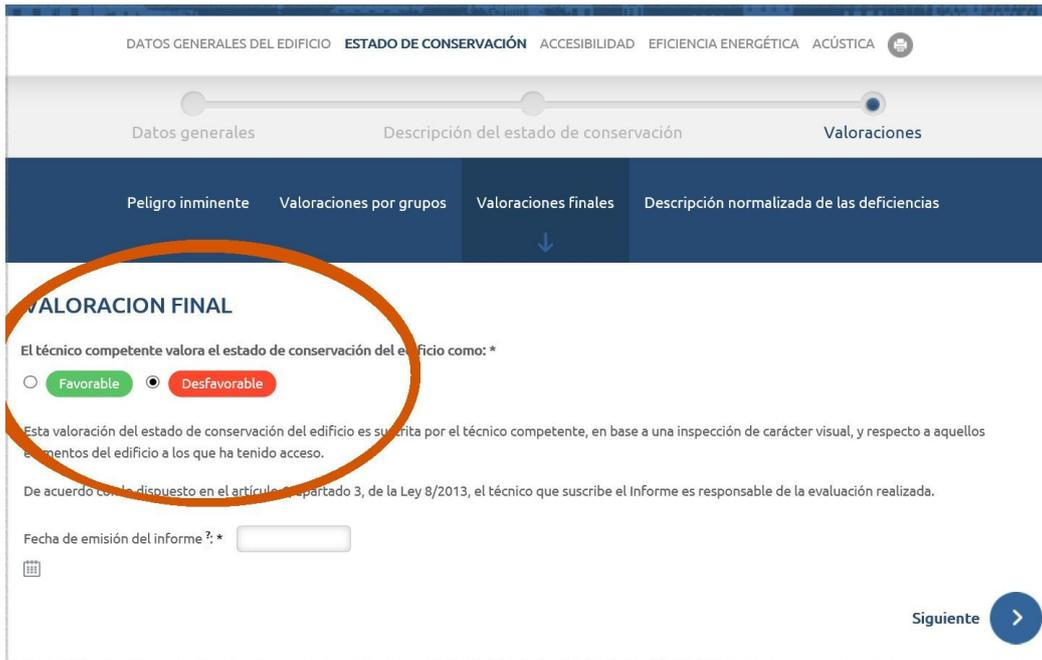 DATOS GENERALES DEL EDIFICIO ESTADO DE CONSERVACIÓN ACCESIBILIDAD EFICIENCIA ENERGÉTICA ACÚSTICA
Datos generales Descripción del estado de conservación Valoraciones
Peligro inminente Valoraciones por grupos Valoraciones finales Descripción normalizada de las deficiencias
VALORACION FINAL
El técnico competente valora el estado de conservación del edificio como: *
Favorable Desfavorable
Esta valoración del estado de conservación del edificio es suscrita por el técnico competente, en base a una inspección de carácter visual, y respecto a aquellos
elementos del edificio a los que ha tenido acceso.
De acuerdo con lo dispuesto en el artículo apartado 3, de la Ley 8/2013, el técnico que suscribe el Informe es responsable de la evaluación realizada.
Fecha de emisión del informe ?: *
Siguiente